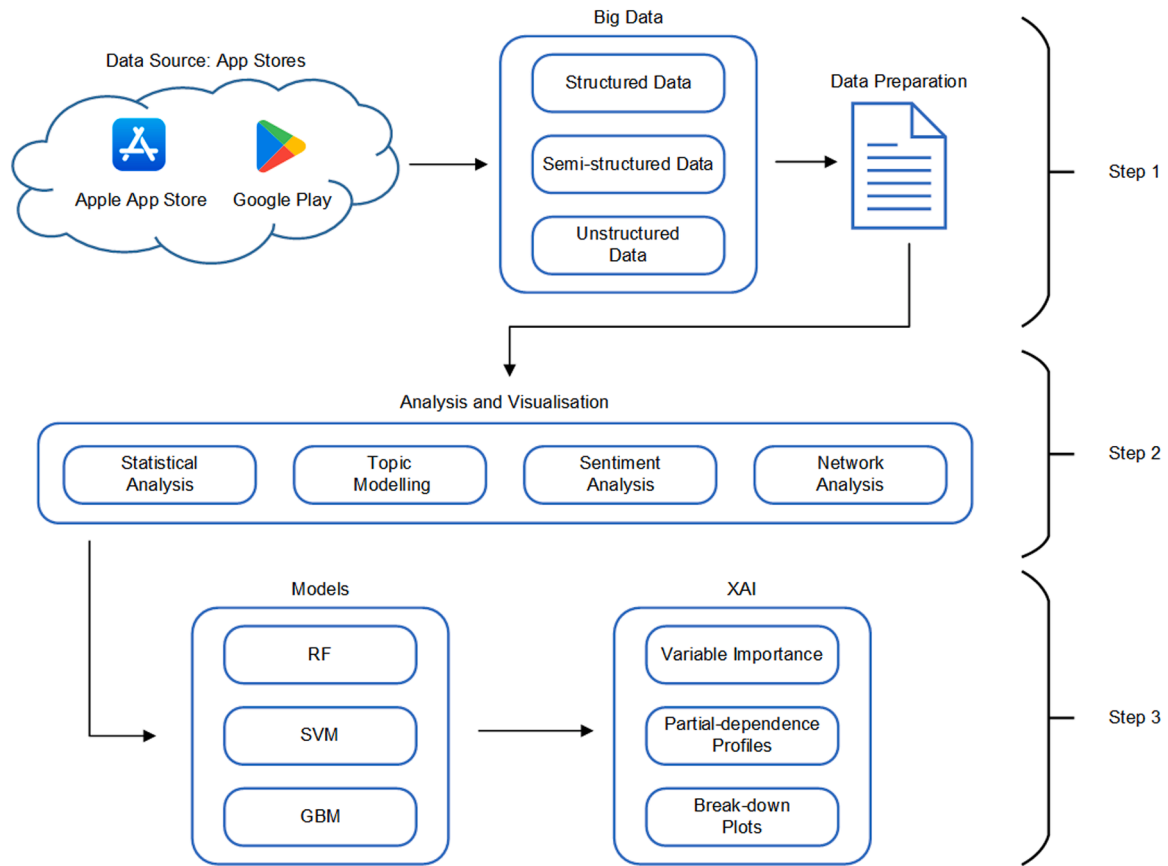 Big Data
Data Source: App Stores
Structured Data
Data Preparation
Semi-structured Data
Apple App Store
Google Play
Unstructured
Data
Step 1
Analysis and Visualisation
Statistical
Analysis
Topic
Modelling
Sentiment
Analysis
Network
Analysis
Step 2
Models
XAI
RF
Variable Importance
SVM
Partial-dependence
Profiles
GBM
Break-down
Plots
Step 3